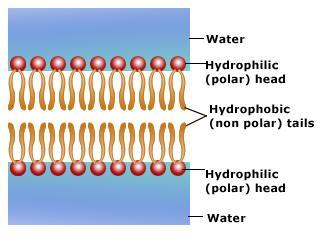 Water
Hydrophilic
(polar) head
Hydrophobic
(non polar) tails
Hydrophilic
(polar) head
Water